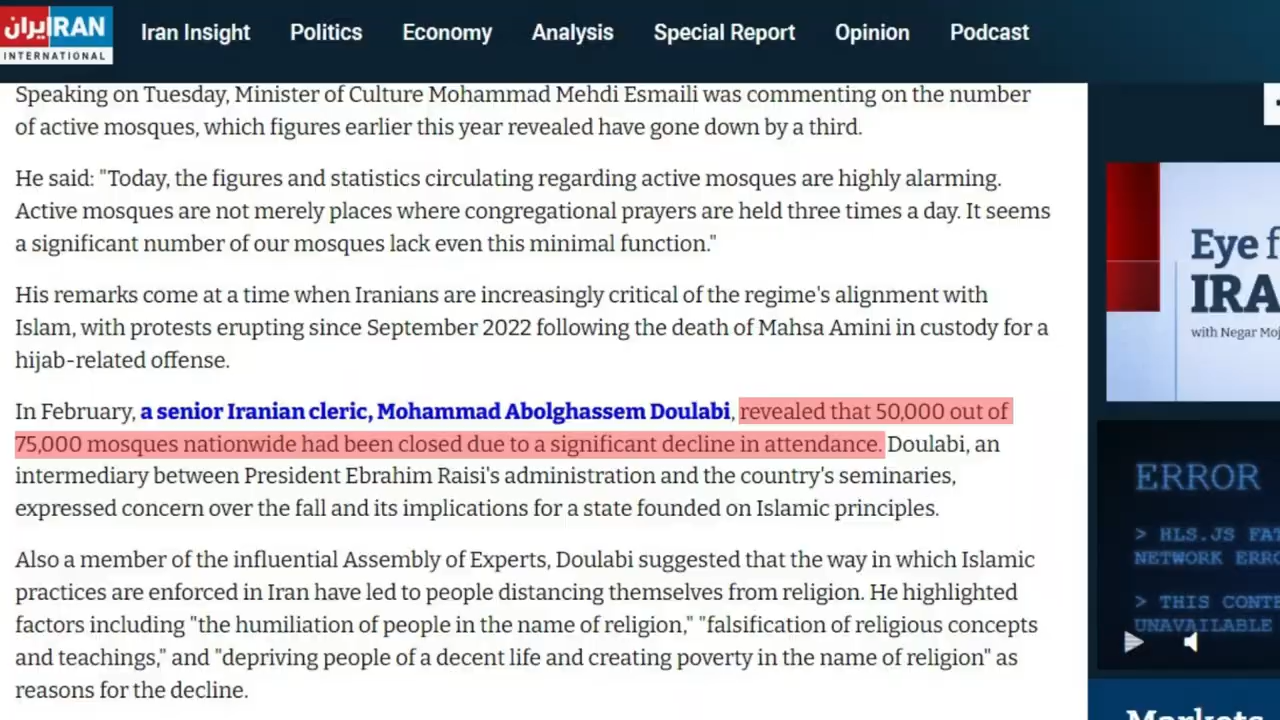 ایران IRAN
INTERNATIONAL
Iran Insight Politics Economy Analysis Special Report Opinion Podcast
Speaking on Tuesday, Minister of Culture Mohammad Mehdi Esmaili was commenting on the number
of active mosques, which figures earlier this year revealed have gone down by a third.
He said: "Today, the figures and statistics circulating regarding active mosques are highly alarming.
Active mosques are not merely places where congregational prayers are held three times a day. It seems
a significant number of our mosques lack even this minimal function."
His remarks come at a time when Iranians are increasingly critical of the regime's alignment with
Islam, with protests erupting since September 2022 following the death of Mahsa Amini in custody for a
hijab-related offense.
In February, a senior Iranian cleric, Mohammad Abolghassem Doulabi, revealed that 50,000 out of
75,000 mosques nationwide had been closed due to a significant decline in attendance. Doulabi, an
intermediary between President Ebrahim Raisi's administration and the country's seminaries,
expressed concern over the fall and its implications for a state founded on Islamic principles.
Also a member of the influential Assembly of Experts, Doulabi suggested that the way in which Islamic
practices are enforced in Iran have led to people distancing themselves from religion. He highlighted
factors including "the humiliation of people in the name of religion," "falsification of religious concepts
and teachings," and "depriving people of a decent life and creating poverty in the name of religion" as
reasons for the decline.
Eye f
IRA
with Negar Moj
ERROR
> HLS.JS FAT
NETWORK ERRO
> THIS CONTE
UNAVAILABLE
Markets